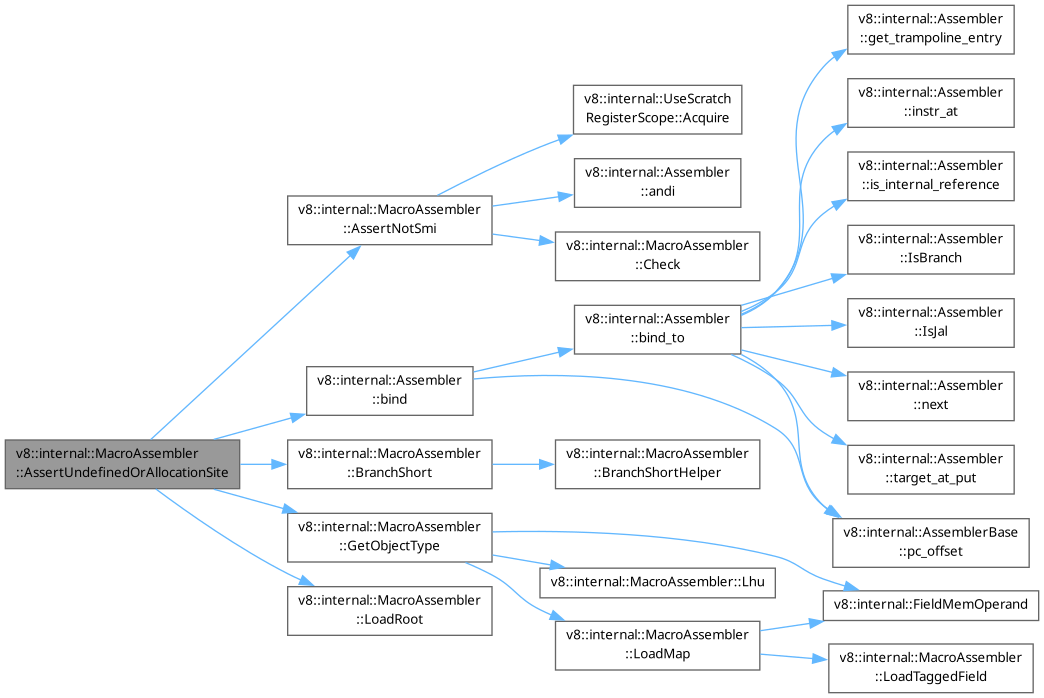 v8::internal::MacroAssembler
::AssertUndefinedOrAllocationSite
v8::internal::MacroAssembler
::AssertNotSmi
v8::internal::UseScratch
RegisterScope::Acquire
v8::internal::Assembler
::andi
v8::internal::MacroAssembler
::Check
v8::internal::Assembler
::bind
v8::internal::Assembler
::bind_to
v8::internal::Assembler
::get_trampoline_entry
v8::internal::Assembler
::instr_at
v8::internal::Assembler
::is_internal_reference
v8::internal::Assembler
::IsBranch
v8::internal::Assembler
::IsJal
v8::internal::Assembler
::next
v8::internal::Assembler
::target_at_put
v8::internal::AssemblerBase
::pc_offset
v8::internal::MacroAssembler
::BranchShort
v8::internal::MacroAssembler
::BranchShortHelper
v8::internal::MacroAssembler
::GetObjectType
v8::internal::MacroAssembler::Lhu
v8::internal::FieldMemOperand
v8::internal::MacroAssembler
::LoadMap
v8::internal::MacroAssembler
::LoadTaggedField
v8::internal::MacroAssembler
::LoadRoot